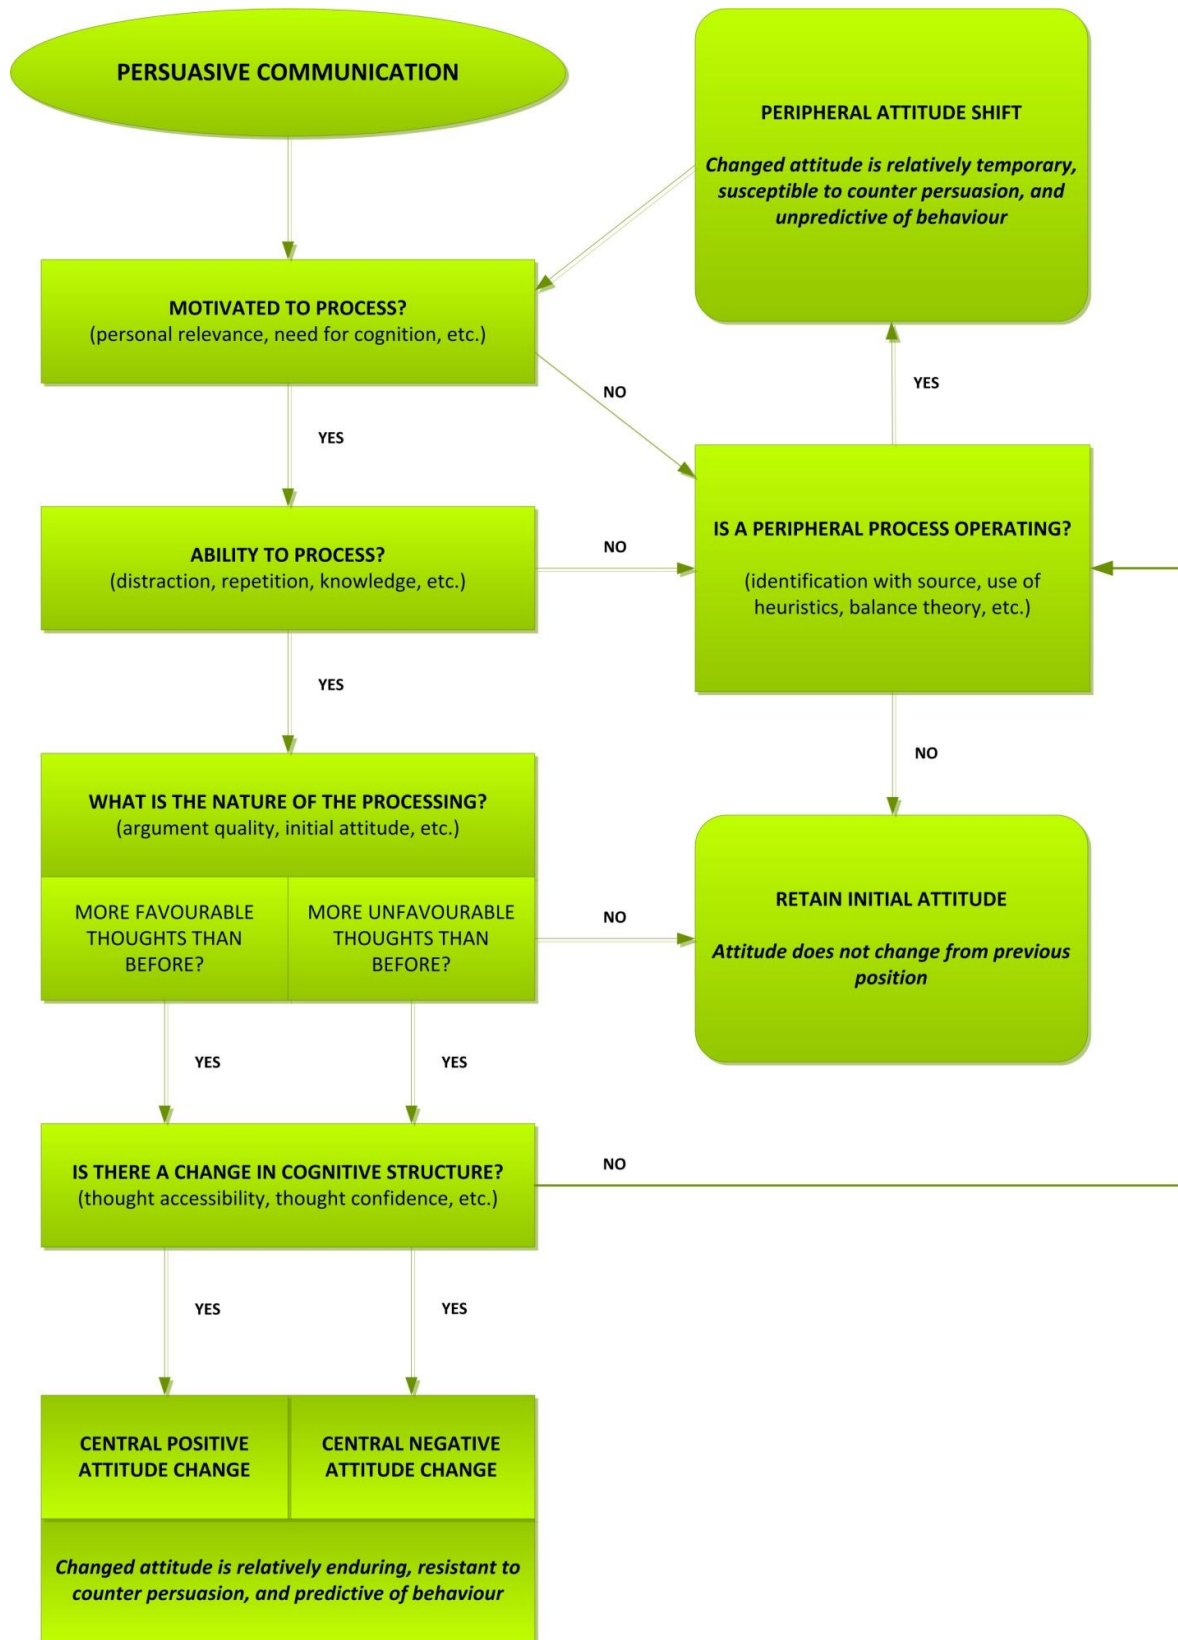 PERSUASIVE COMMUNICATION
PERIPHERAL ATTITUDE SHIFT
Changed attitude is relatively temporary,
susceptible to counter persuasion, and
unpredictive of behaviour
MOTIVATED TO PROCESS?
(personal relevance, need for cognition, etc.)
NO
YES
YES
ABILITY TO PROCESS?
(distraction, repetition, knowledge, etc.)
NO
IS A PERIPHERAL PROCESS OPERATING?
(identification with source, use of
heuristics, balance theory, etc.)
YES
NO
WHAT IS THE NATURE OF THE PROCESSING?
(argument quality, initial attitude, etc.)
MORE FAVOURABLE
THOUGHTS THAN
BEFORE?
MORE UNFAVOURABLE
THOUGHTS THAN
BEFORE?
NO
RETAIN INITIAL ATTITUDE
Attitude does not change from previous
position
YES
YES
IS THERE A CHANGE IN COGNITIVE STRUCTURE?
(thought accessibility, thought confidence, etc.)
NO
YES
YES
CENTRAL POSITIVE
ATTITUDE CHANGE
CENTRAL NEGATIVE
ATTITUDE CHANGE
Changed attitude is relatively enduring, resistant to
counter persuasion, and predictive of behaviour